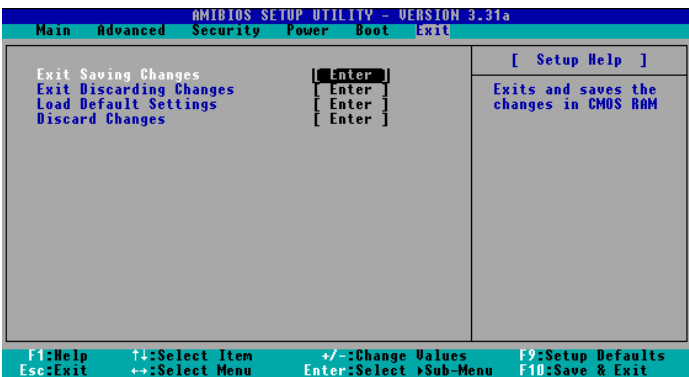 AMIBIOS SETUP UTILITY - VERSION 3.31a
Main Advanced Security Power Boot Exit
[ Setup Help ]
Exit Saving Changes [ Enter ]
Exit Discarding Changes [ Enter ]
Load Default Settings [ Enter ]
Discard Changes [ Enter ]
Exits and saves the
changes in CMOS RAM
F1:Help ↑↓:Select Item +/-:Change Values F9:Setup Defaults
Esc:Exit ↔:Select Menu Enter:Select ▸Sub-Menu F10:Save & Exit